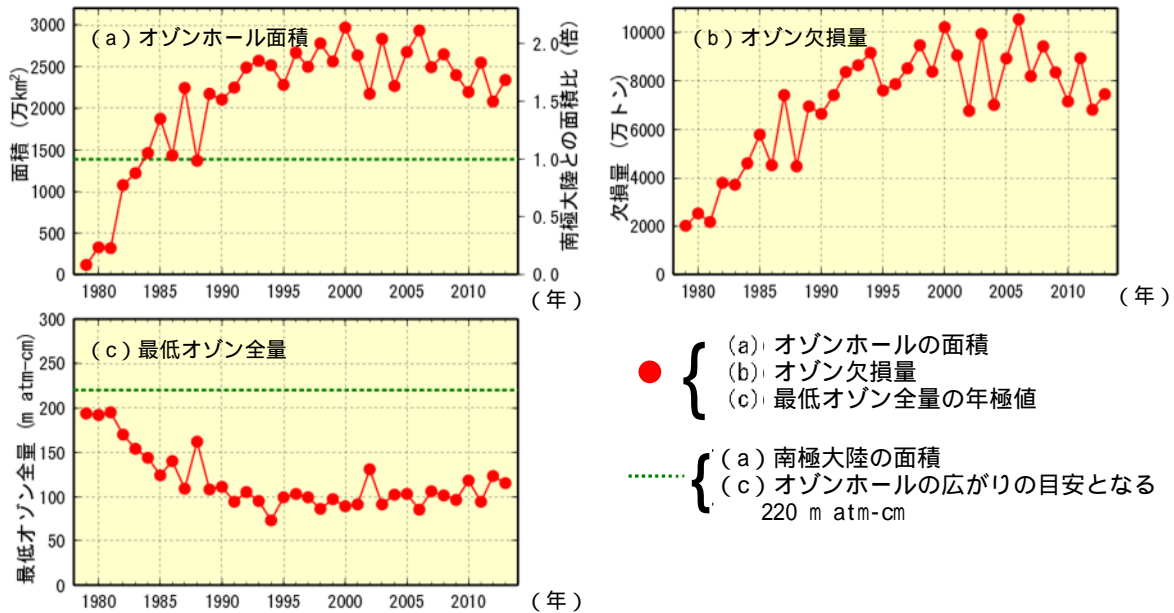 (a) オゾンホール面積
面積 (万km²)
3000
2500
2000
1500
1000
500
0
2.0
1.5
1.0
0.5
0.0
南極大陸との面積比 (倍)
1980 1985 1990 1995 2000 2005 2010
(年)
(b) オゾン欠損量
欠損量 (万トン)
10000
8000
6000
4000
2000
0
1980 1985 1990 1995 2000 2005 2010
(年)
(c) 最低オゾン全量
最低オゾン全量 (m atm-cm)
300
250
200
150
100
50
0
1980 1985 1990 1995 2000 2005 2010
(年)
(a) オゾンホールの面積
(b) オゾン欠損量
(c) 最低オゾン全量の年極値
(a) 南極大陸の面積
(c) オゾンホールの広がりの目安となる
220 m atm-cm